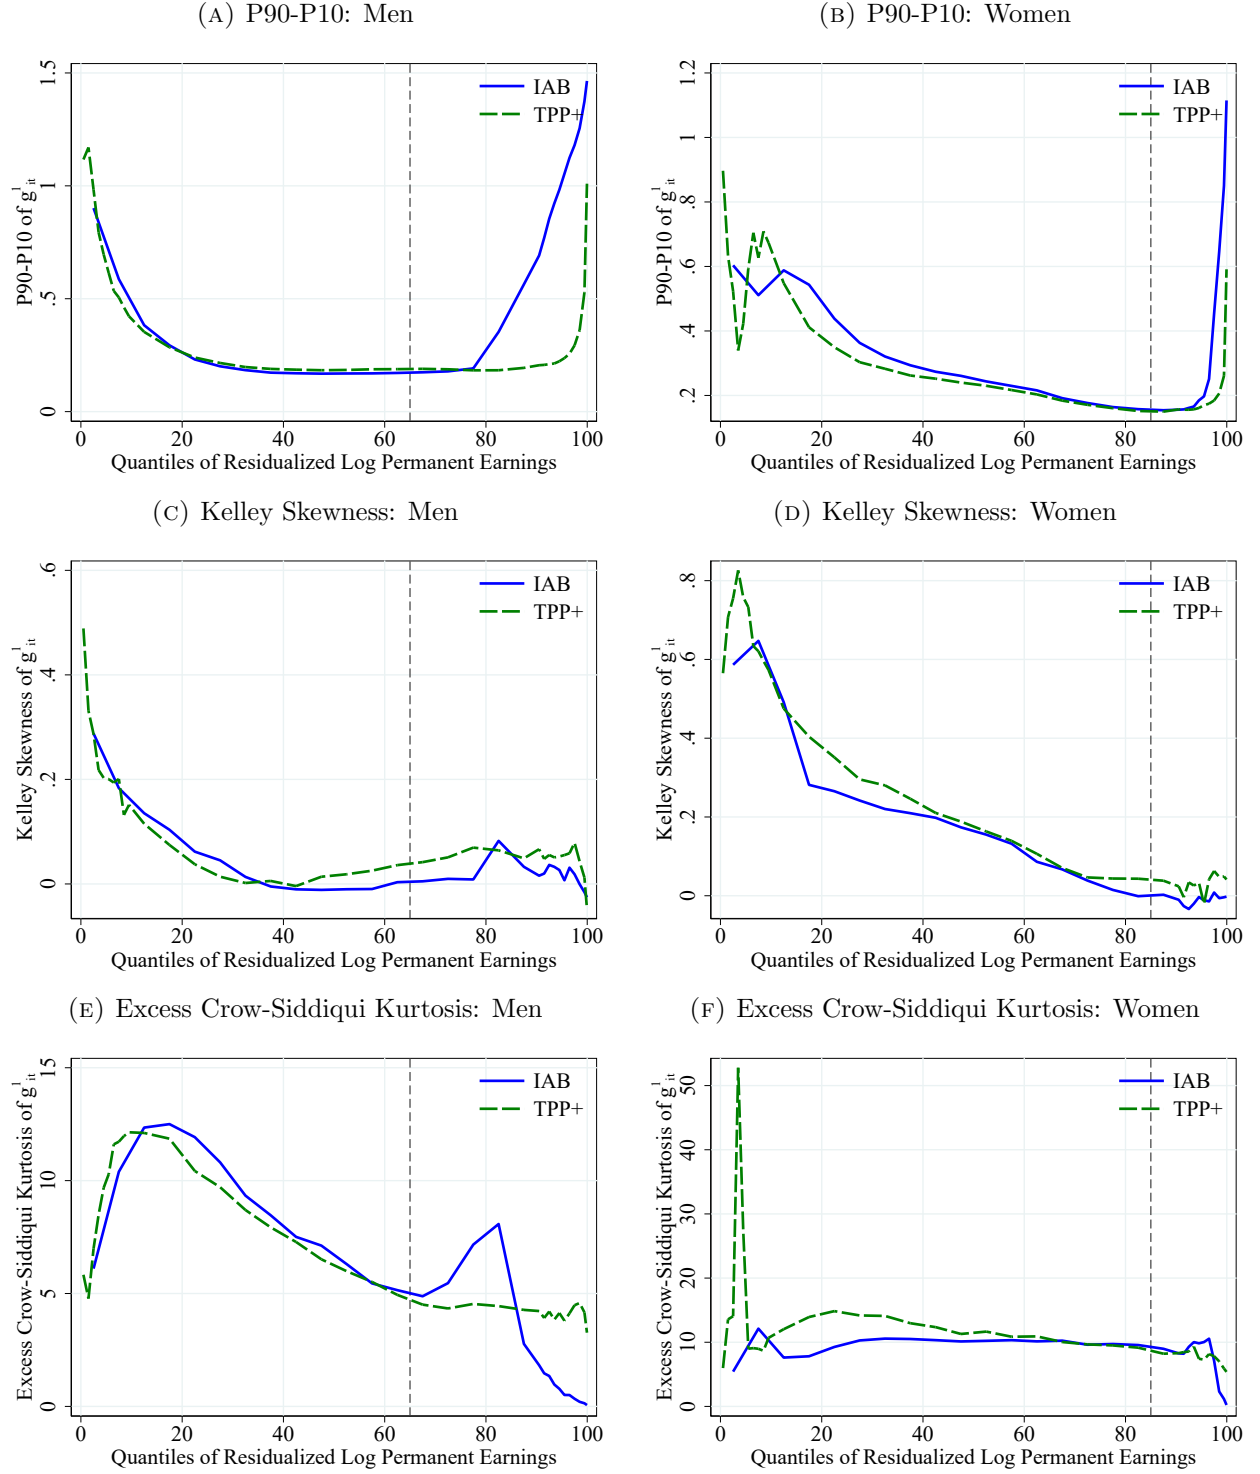 (A) P90-P10: Men
P90-P10 of g¹ᵢₜ
1.5
1
.5
0
IAB
TPP+
0 20 40 60 80 100
Quantiles of Residualized Log Permanent Earnings
(B) P90-P10: Women
P90-P10 of g¹ᵢₜ
1.2
1
.8
.6
.4
.2
IAB
TPP+
0 20 40 60 80 100
Quantiles of Residualized Log Permanent Earnings
(C) Kelley Skewness: Men
Kelley Skewness of g¹ᵢₜ
.6
.4
.2
0
IAB
TPP+
0 20 40 60 80 100
Quantiles of Residualized Log Permanent Earnings
(D) Kelley Skewness: Women
Kelley Skewness of g¹ᵢₜ
.8
.6
.4
.2
0
IAB
TPP+
0 20 40 60 80 100
Quantiles of Residualized Log Permanent Earnings
(E) Excess Crow-Siddiqui Kurtosis: Men
Excess Crow-Siddiqui Kurtosis of g¹ᵢₜ
15
10
5
0
IAB
TPP+
0 20 40 60 80 100
Quantiles of Residualized Log Permanent Earnings
(F) Excess Crow-Siddiqui Kurtosis: Women
Excess Crow-Siddiqui Kurtosis of g¹ᵢₜ
50
40
30
20
10
0
IAB
TPP+
0 20 40 60 80 100
Quantiles of Residualized Log Permanent Earnings